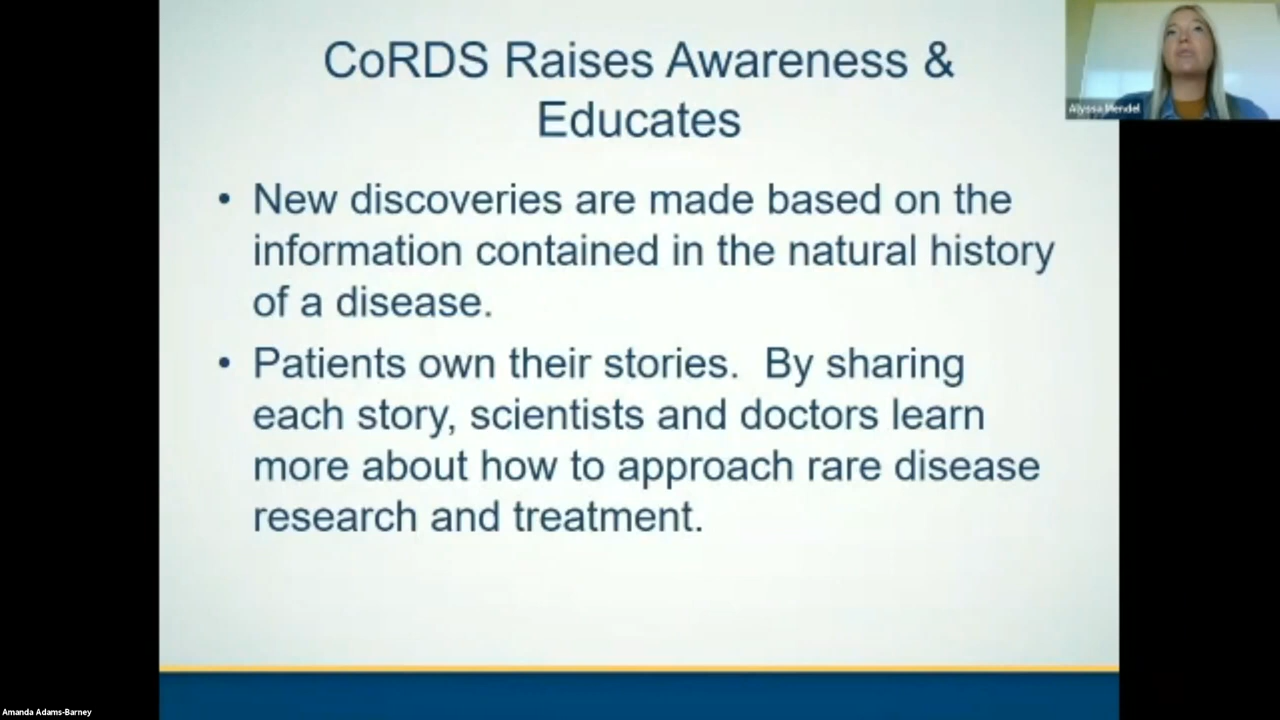 CoRDS Raises Awareness &
Educates
Alyssa Mendel
• New discoveries are made based on the
information contained in the natural history
of a disease.
• Patients own their stories.  By sharing
each story, scientists and doctors learn
more about how to approach rare disease
research and treatment.
Amanda Adams-Barney